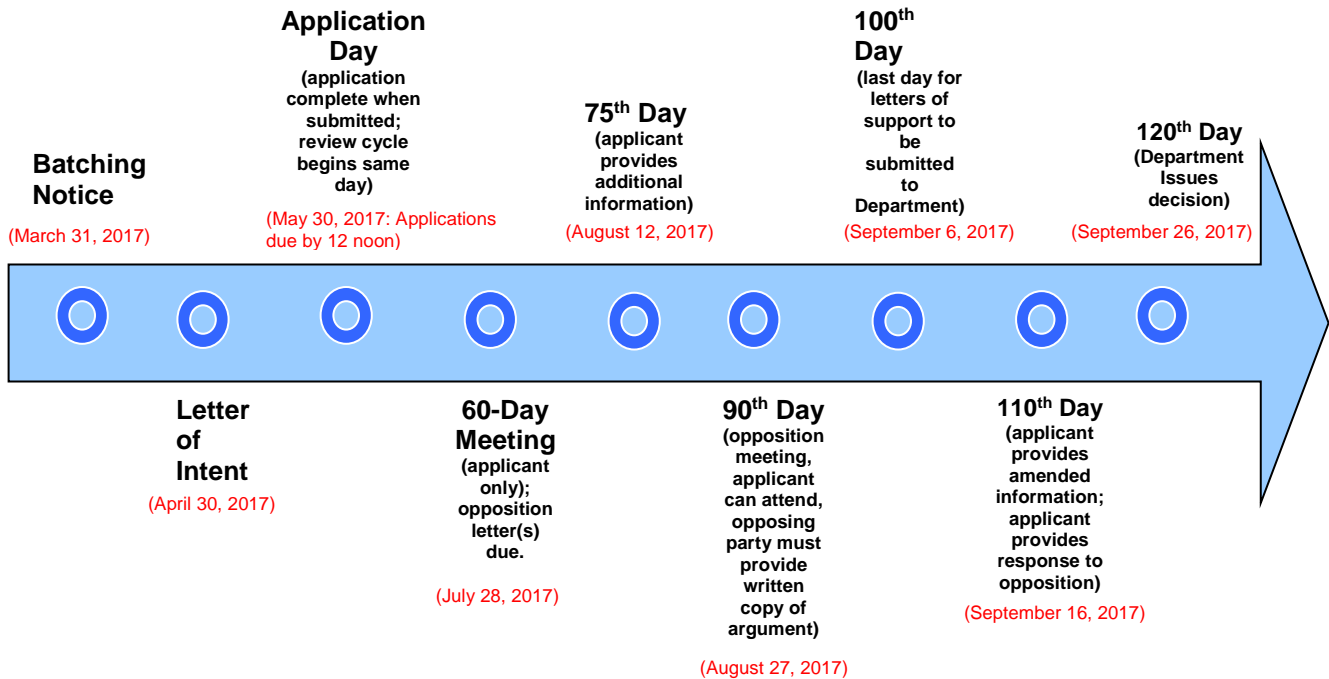 Batching
Notice
(March 31, 2017)
Letter
of
Intent
(April 30, 2017)
Application
Day
(application
complete when
submitted;
review cycle
begins same
day)
(May 30, 2017: Applications
due by 12 noon)
60-Day
Meeting
(applicant
only);
opposition
letter(s)
due.
(July 28, 2017)
75th Day
(applicant
provides
additional
information)
(August 12, 2017)
90th Day
(opposition
meeting,
applicant
can attend,
opposing
party must
provide
written
copy of
argument)
(August 27, 2017)
100th
Day
(last day for
letters of
support to
be
submitted
to
Department)
(September 6, 2017)
110th Day
(applicant
provides
amended
information;
applicant
provides
response to
opposition)
(September 16, 2017)
120th Day
(Department
Issues
decision)
(September 26, 2017)